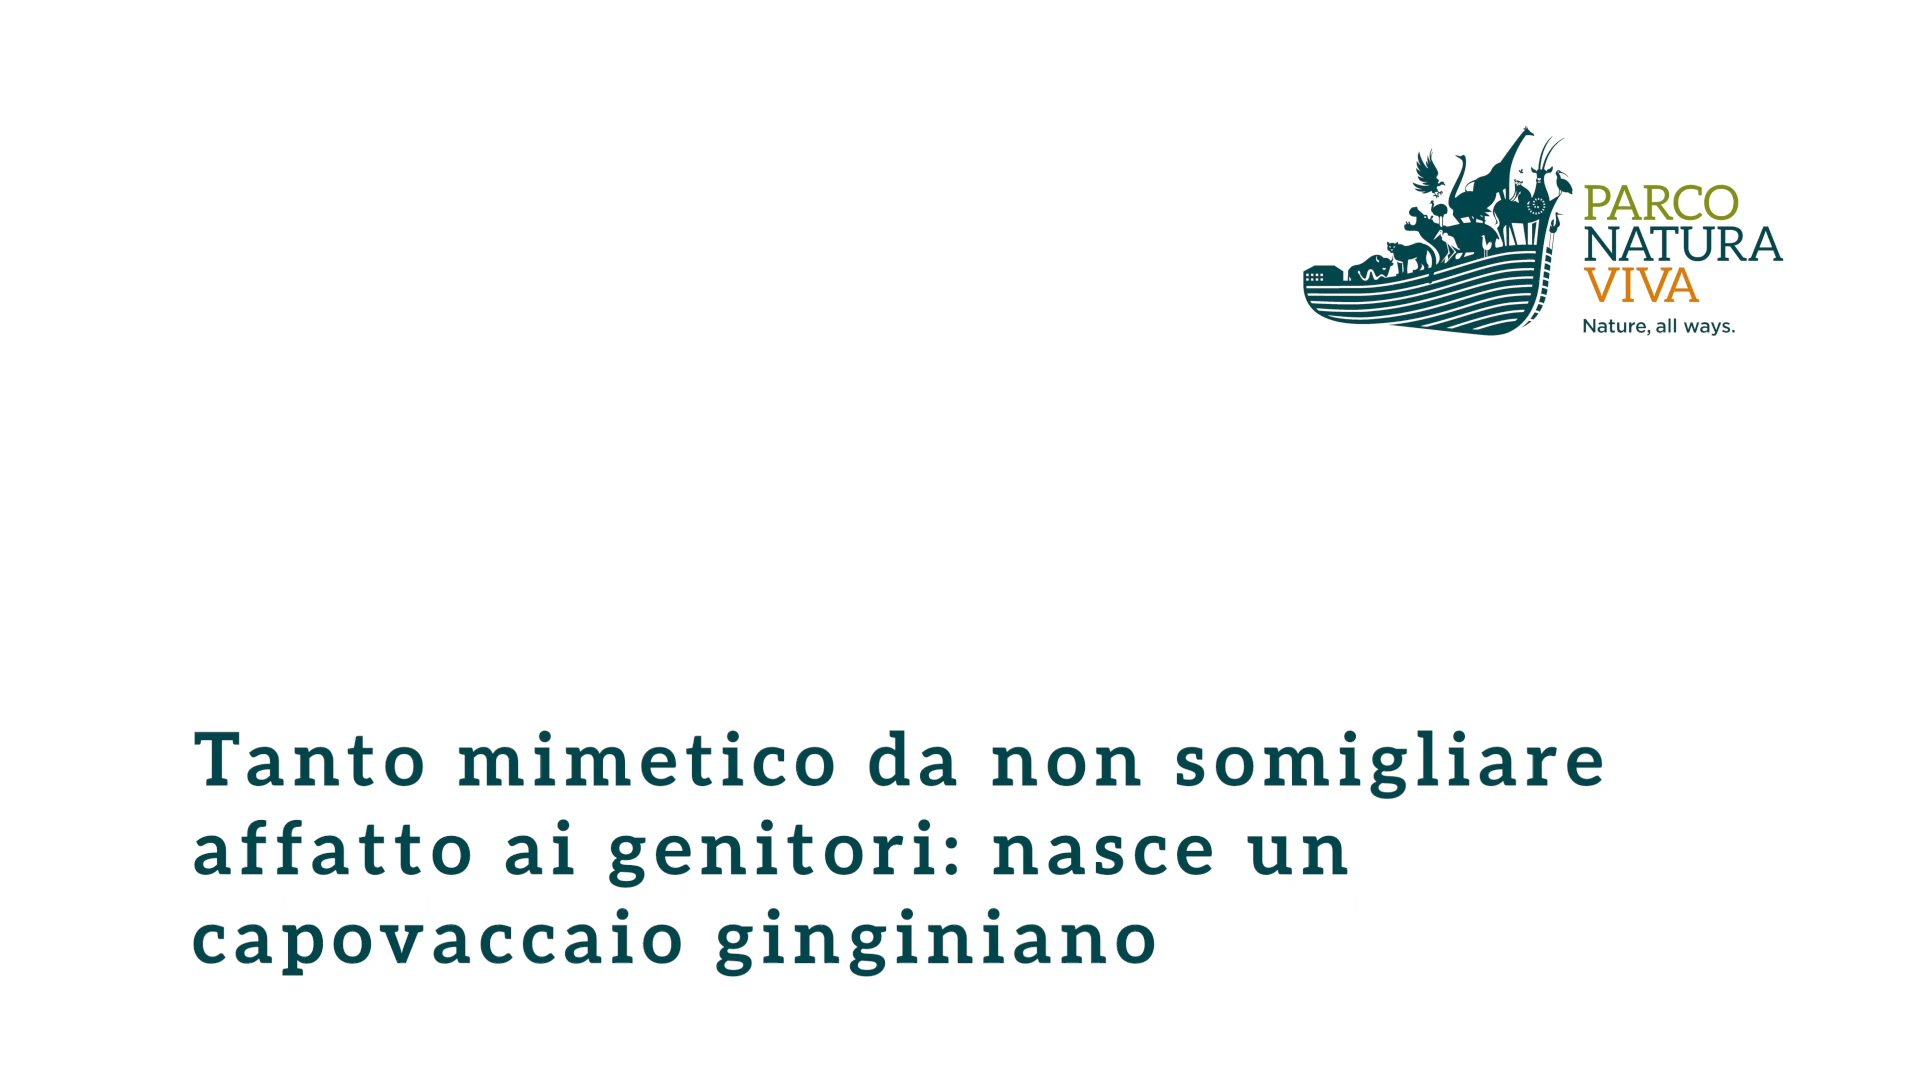 PARCO
NATURA
VIVA
Nature, all ways.
Tanto mimetico da non somigliare
affatto ai genitori: nasce un
capovaccaio ginginiano